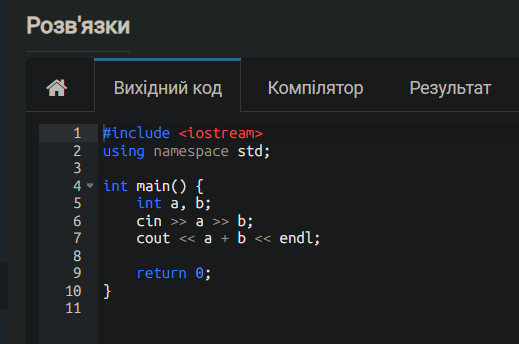 Розв'язки
Вихідний код Компілятор Результат
1 #include <iostream>
2 using namespace std;
3
4 int main() {
5     int a, b;
6     cin >> a >> b;
7     cout << a + b << endl;
8
9     return 0;
10 }
11